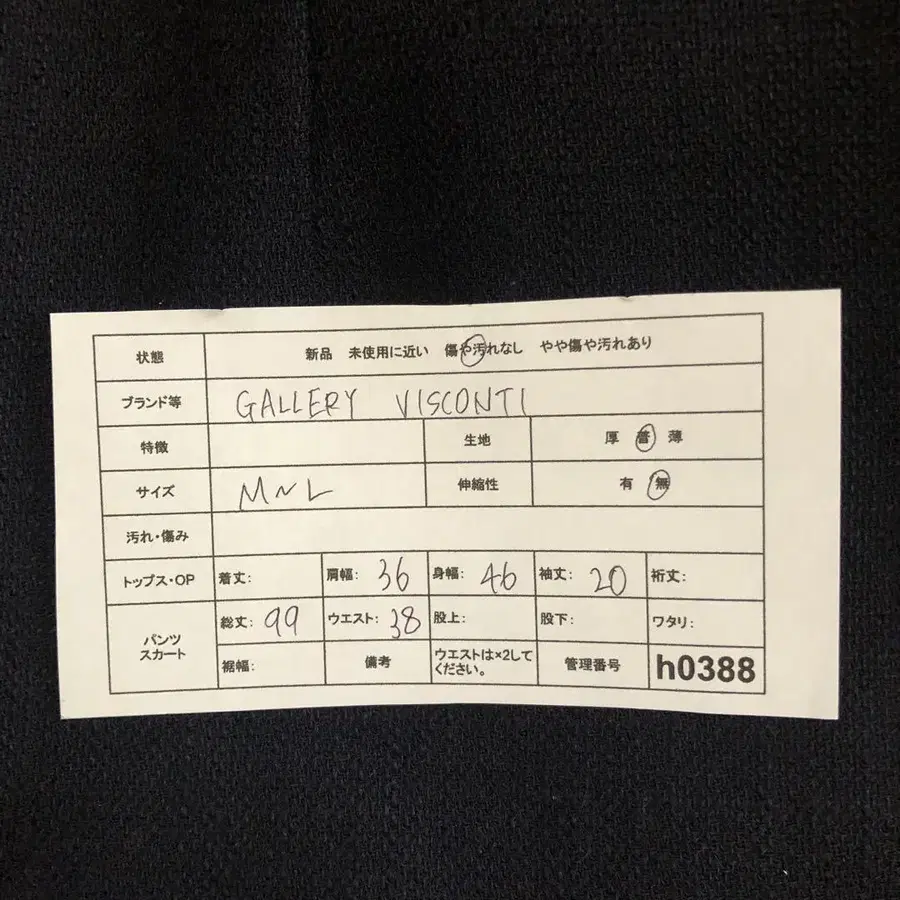 状態 新品 未使用に近い 傷や汚れなし やや傷や汚れあり
ブランド等 GALLERY VISCONTI
特徴 生地 厚 普 薄
サイズ M~L 伸縮性 有 無
汚れ・傷み
トップス・OP 着丈: 肩幅: 36 身幅: 46 袖丈: 20 裄丈:
パンツ スカート 総丈: 99 ウエスト: 38 股上: 股下: ワタリ:
裾幅: 備考 ウエストは×2して
ください。 管理番号 h0388